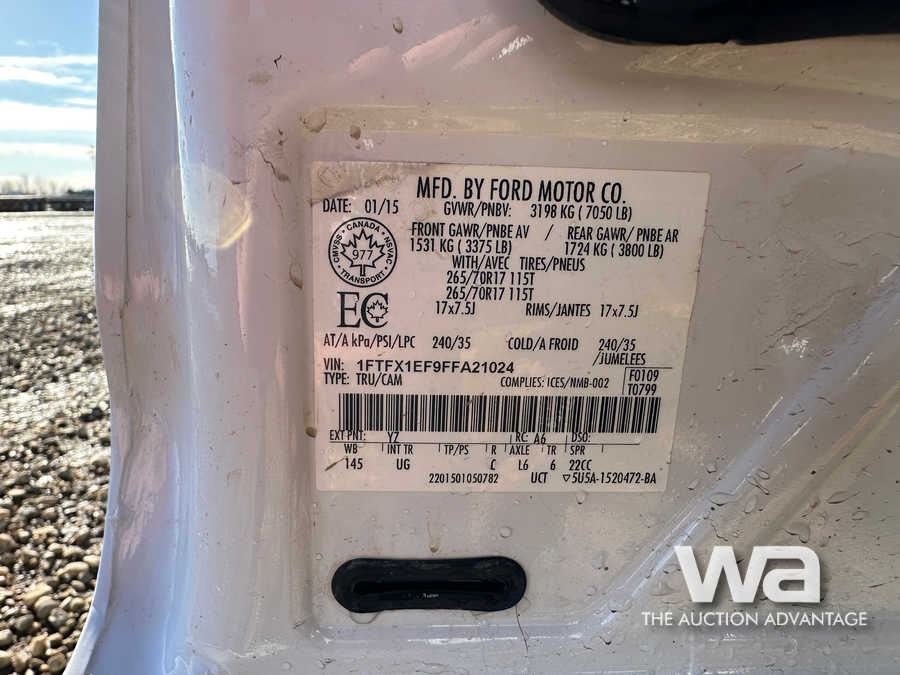 MFD. BY FORD MOTOR CO.
DATE: 01/15 GVWR/PNBV: 3198 KG ( 7050 LB)
FRONT GAWR/PNBE AV / REAR GAWR/ PNBE AR
1531 KG ( 3375 LB) 1724 KG ( 3800 LB)
WITH/AVEC TIRES/PNEUS
265/70R17 115T
265/70R17 115T
17x7.5J RIMS/JANTES 17x7.5J
CANADA
CMVSS 977 NSVAC
TRANSPORT
EC
AT/A kPa/PSI/LPC 240/35 COLD/A FROID 240/35
/JUMELEES
VIN: 1FTFX1EF9FFA21024
TYPE: TRU/CAM COMPLIES: ICES/NMB-002
F0109
T0799
EXT PNT: YZ RC: A6 DSO:
WB INT TR TP/PS R AXLE TR SPR
145 UG C L6 6 22CC
2201501050782 UCT ▽5U5A-1520472-BA
wa
THE AUCTION ADVANTAGE